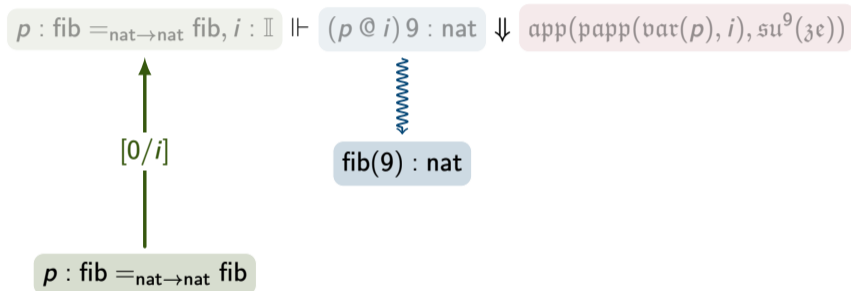 p : fib =nat→nat fib, i : 𝕀 ⊩ (p @ i) 9 : nat ⇓ 𝔞𝔭𝔭(𝔭𝔞𝔭𝔭(𝔳𝔞𝔯(p), i), 𝔰𝔲⁹(𝔷𝔢))
[0/i]
fib(9) : nat
p : fib =nat→nat fib